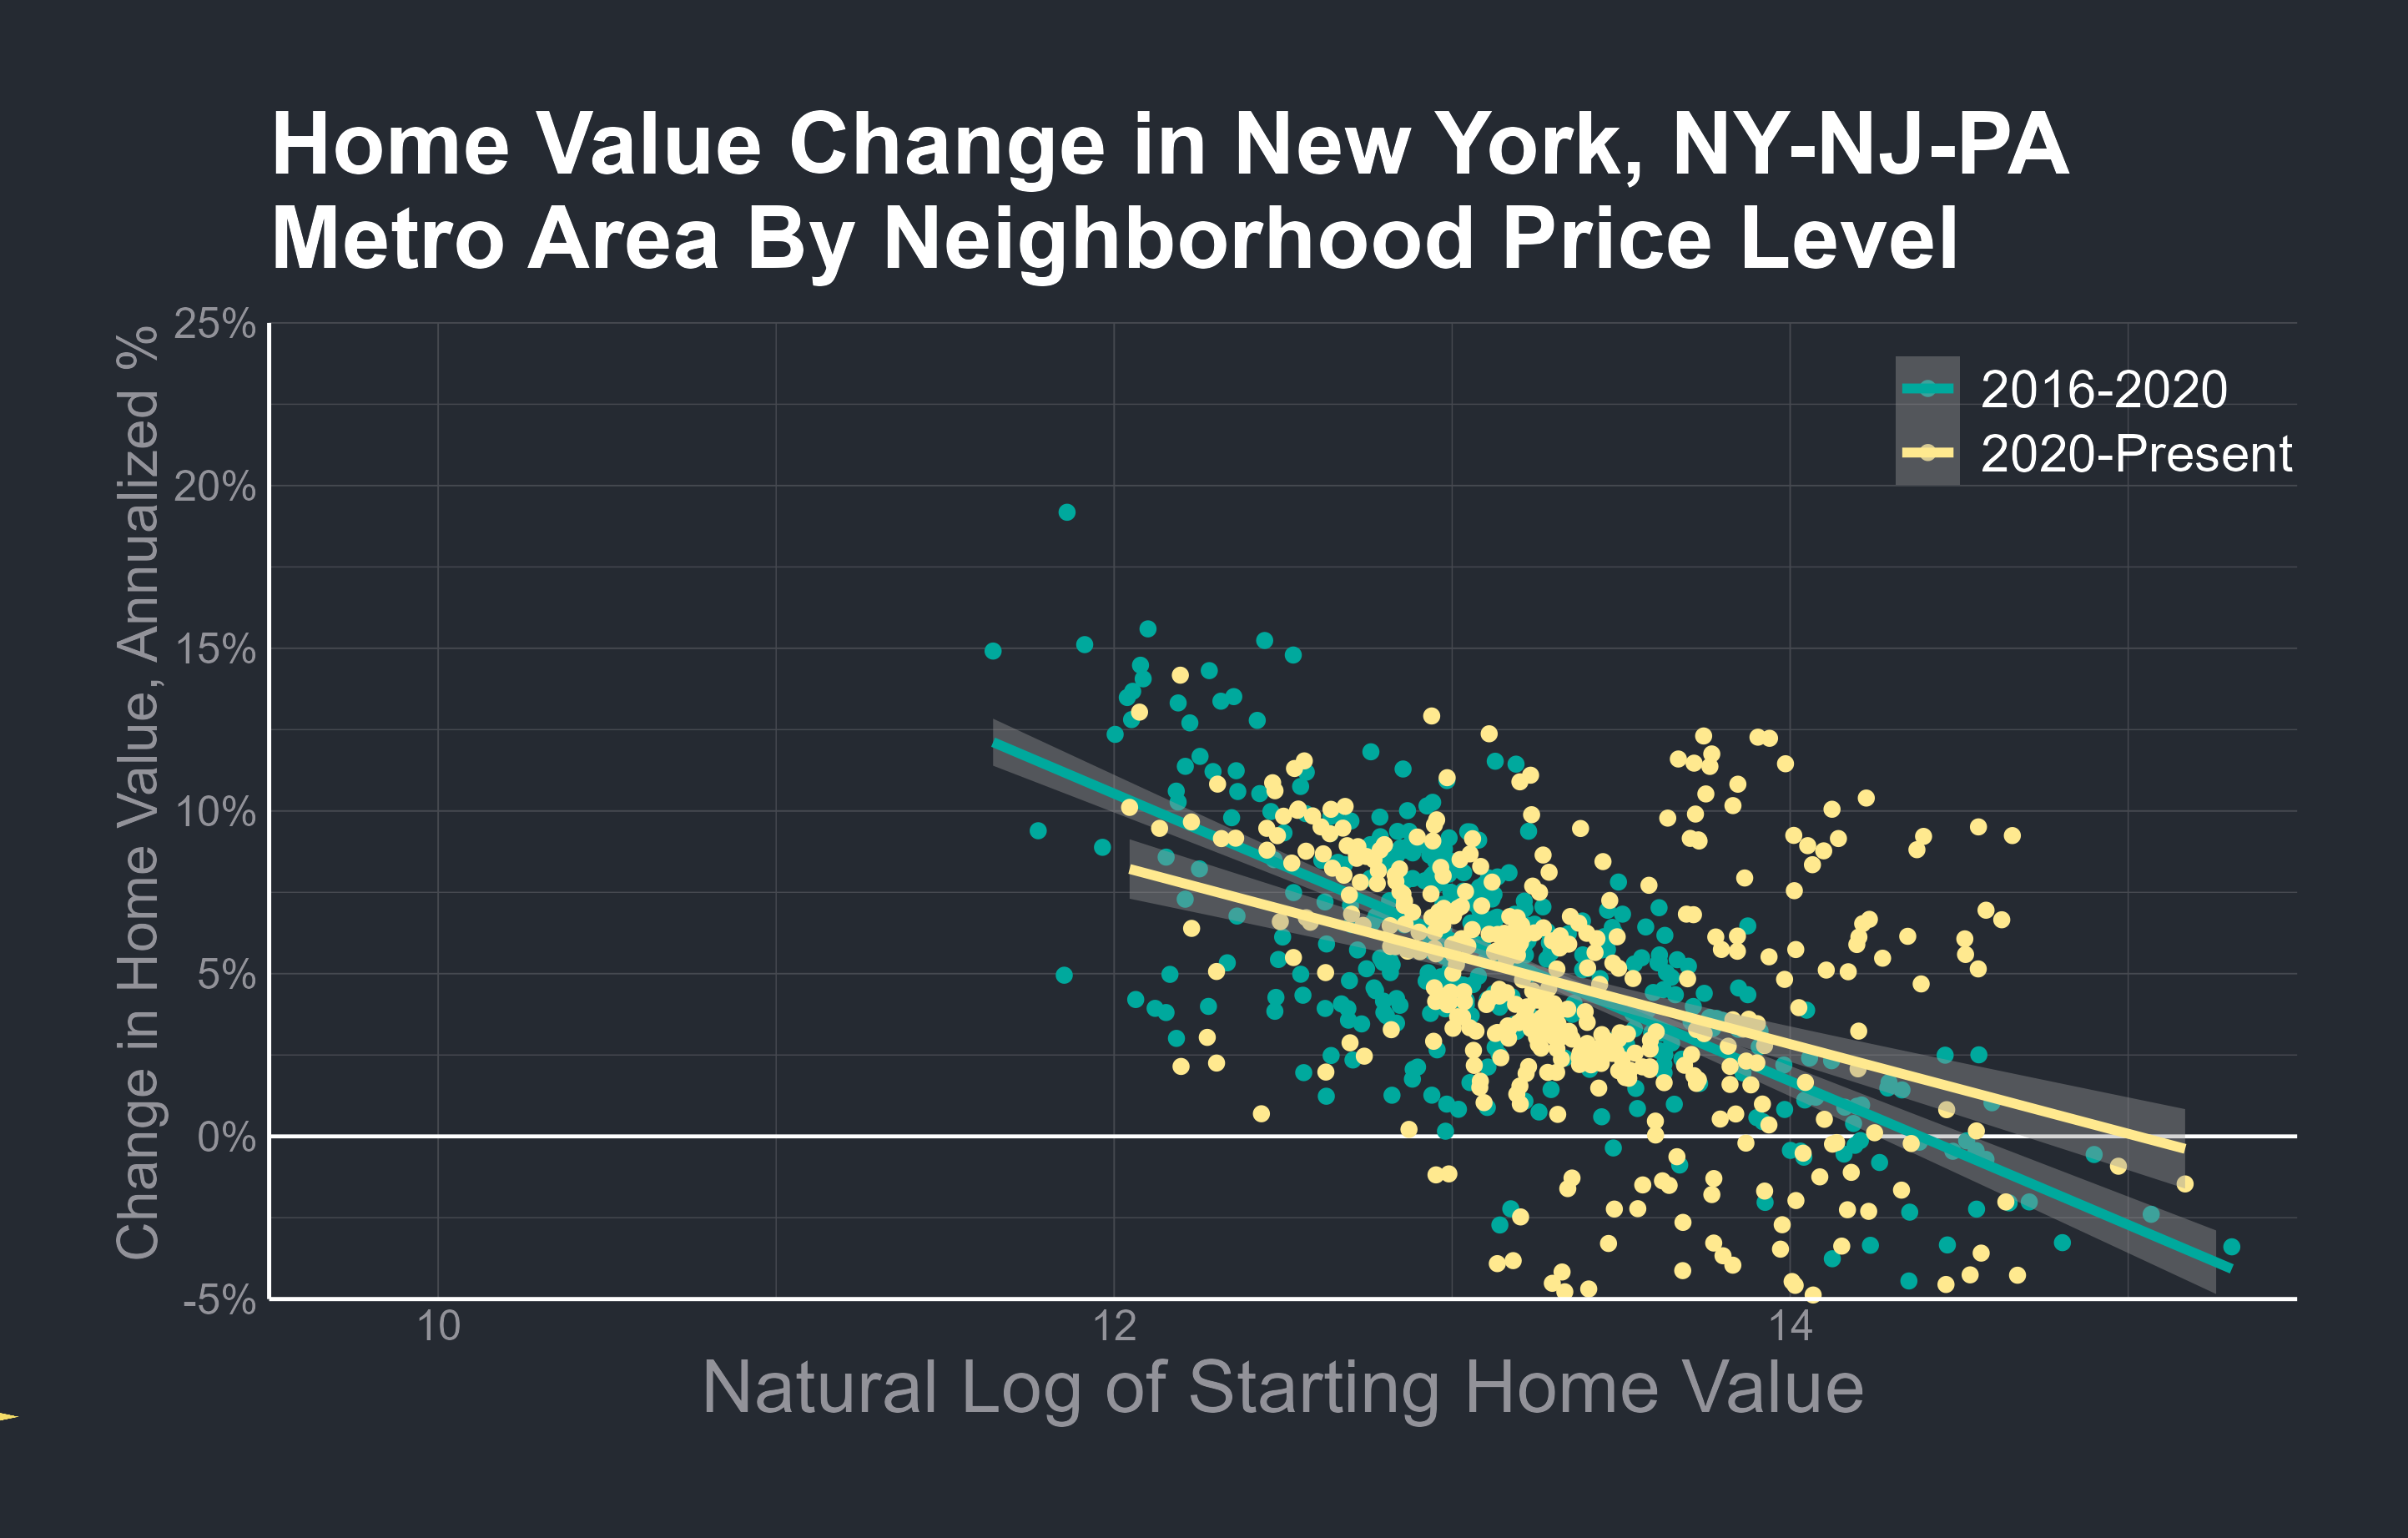 Home Value Change in New York, NY-NJ-PA
Metro Area By Neighborhood Price Level
Change in Home Value, Annualized %
25%
20%
15%
10%
5%
0%
-5%
2016-2020
2020-Present
10 12 14
Natural Log of Starting Home Value